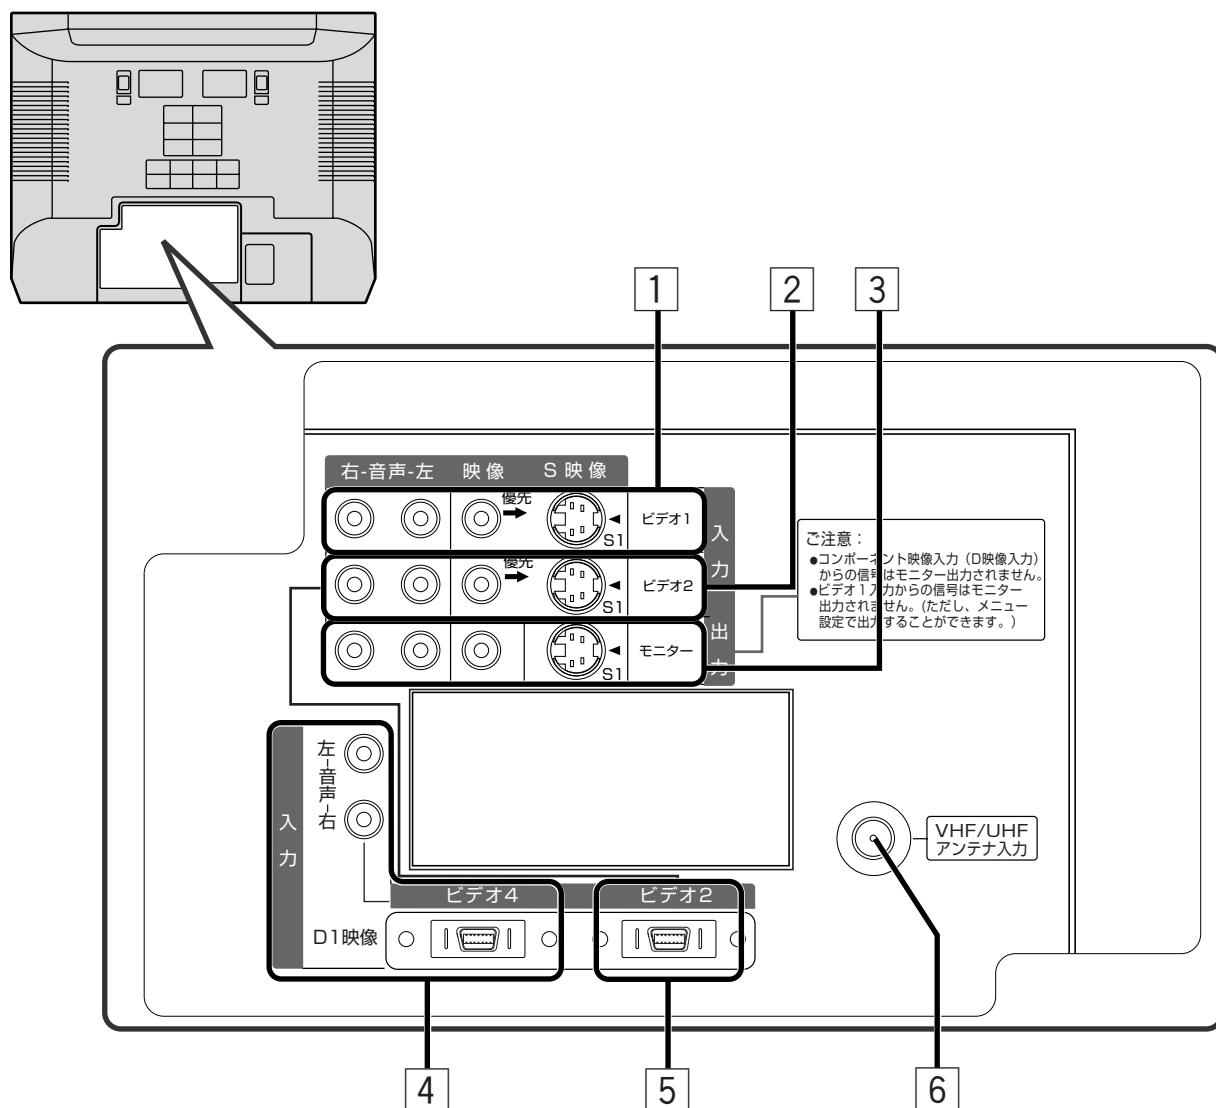 1
2
3
右-音声-左 映像 S映像
優先
S1
ビデオ1
入力
優先
S1
ビデオ2
S1
モニター
出力
ご注意：
●コンポーネント映像入力（D映像入力）
からの信号はモニター出力されません。
●ビデオ1入力からの信号はモニター
出力されません。(ただし、メニュー
設定で出力することができます。)
左-音声-右
入力
VHF/UHF
アンテナ入力
ビデオ4
ビデオ2
D1映像
4
5
6